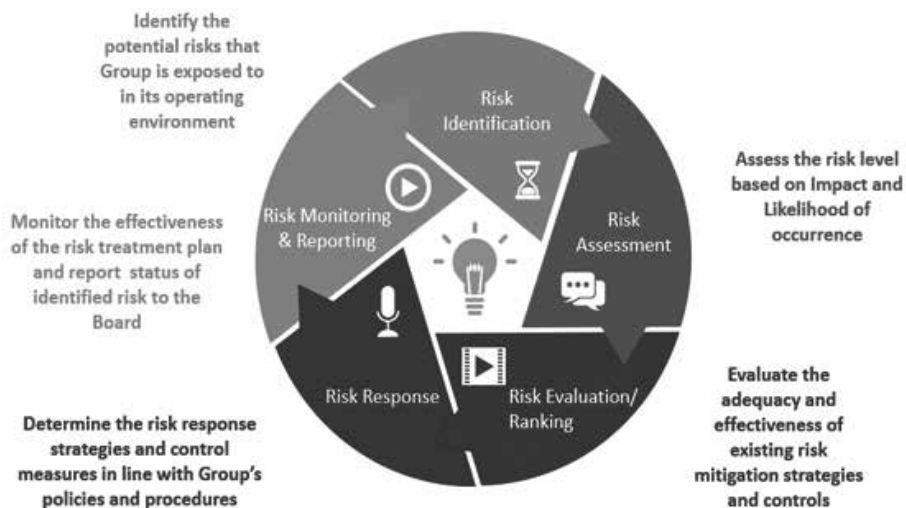 Identify the
potential risks that
Group is exposed to
in its operating
environment
Risk
Identification
Assess the risk level
based on Impact and
Likelihood of
occurrence
Risk
Assessment
Risk Monitoring
& Reporting
Monitor the effectiveness
of the risk treatment plan
and report status of
identified risk to the
Board
Risk Response
Risk Evaluation/
Ranking
Evaluate the
adequacy and
effectiveness of
existing risk
mitigation strategies
and controls
Determine the risk response
strategies and control
measures in line with Group's
policies and procedures